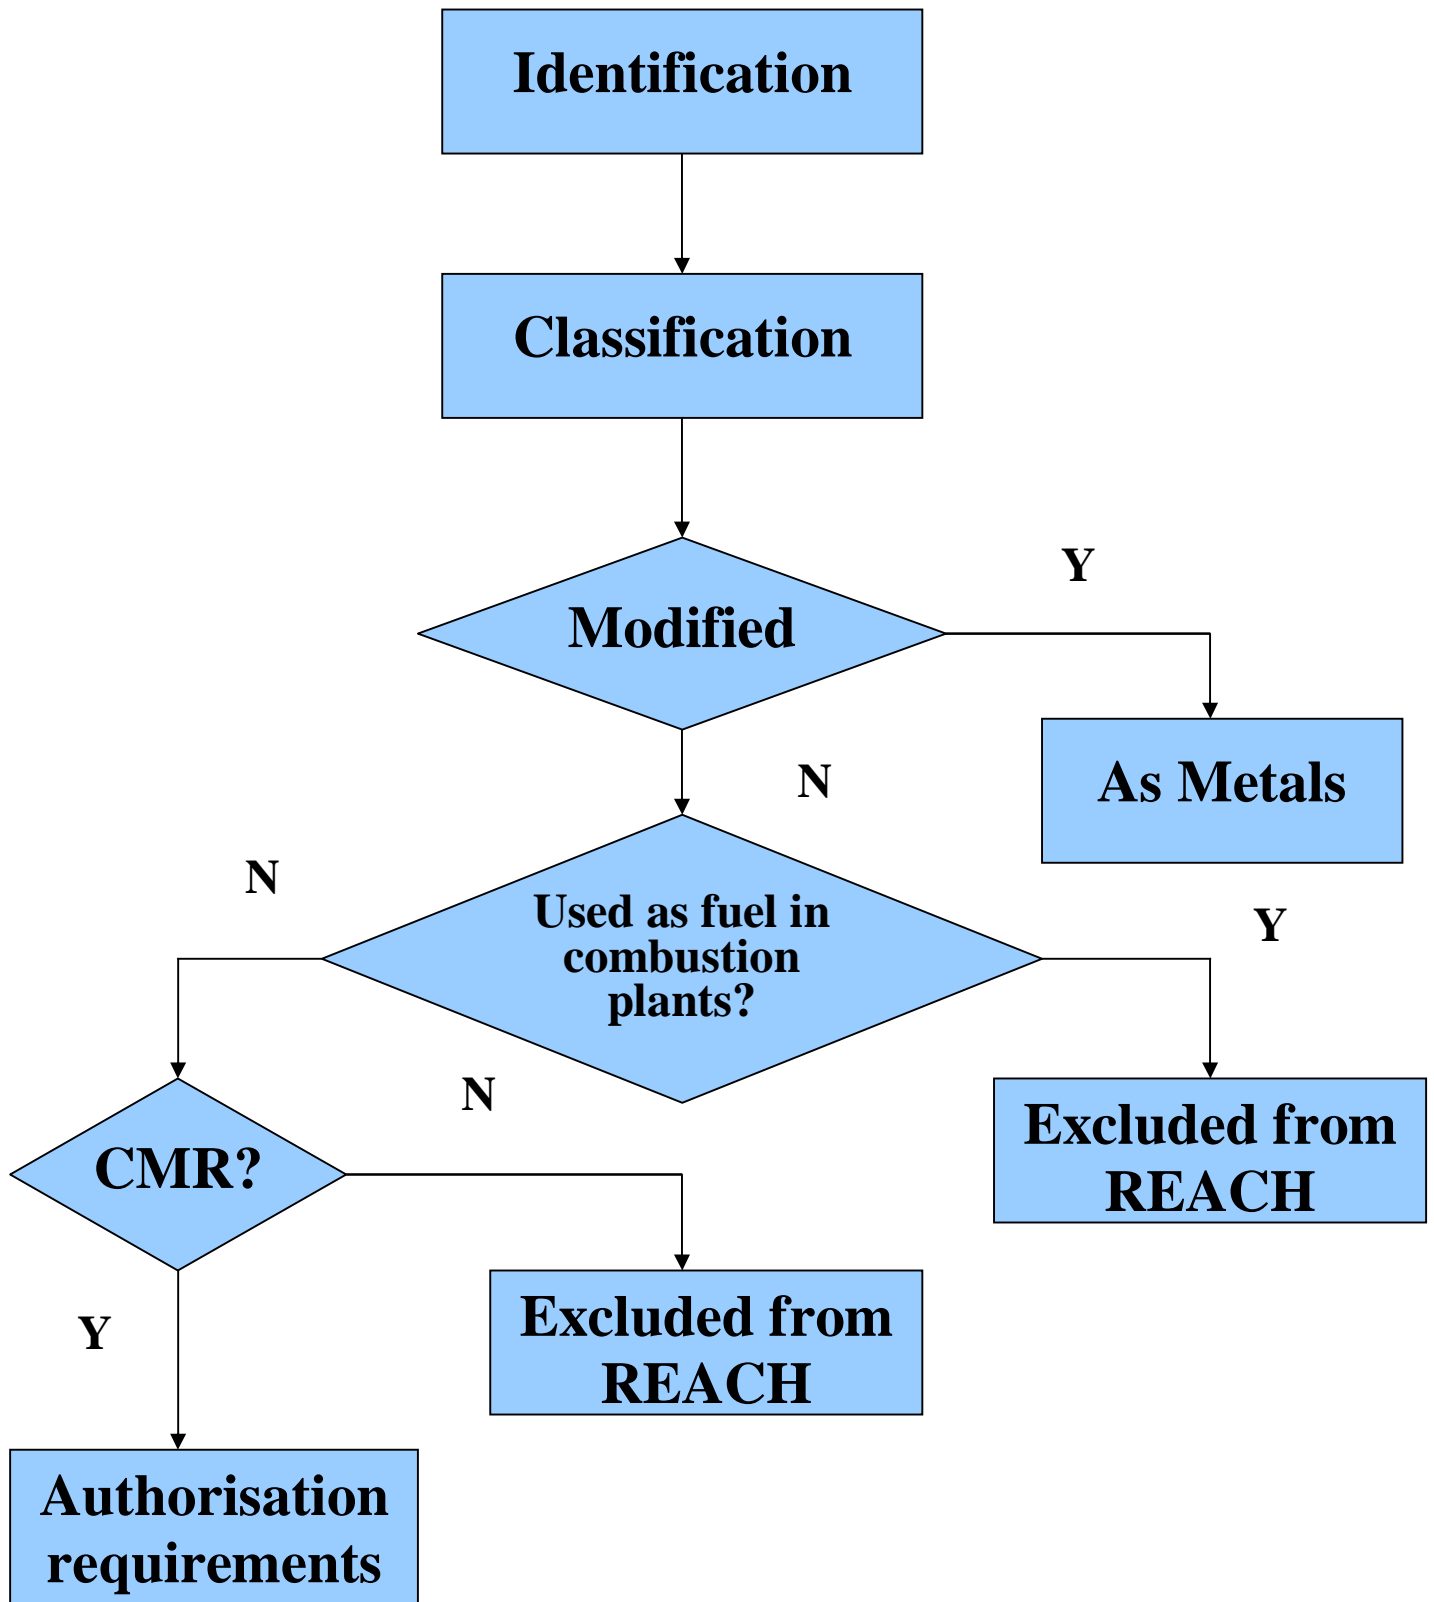 Identification
Classification
Y
Modified
N
As Metals
N
Used as fuel in
combustion
plants?
Y
N
CMR?
Excluded from
REACH
Y
Excluded from
REACH
Authorisation
requirements